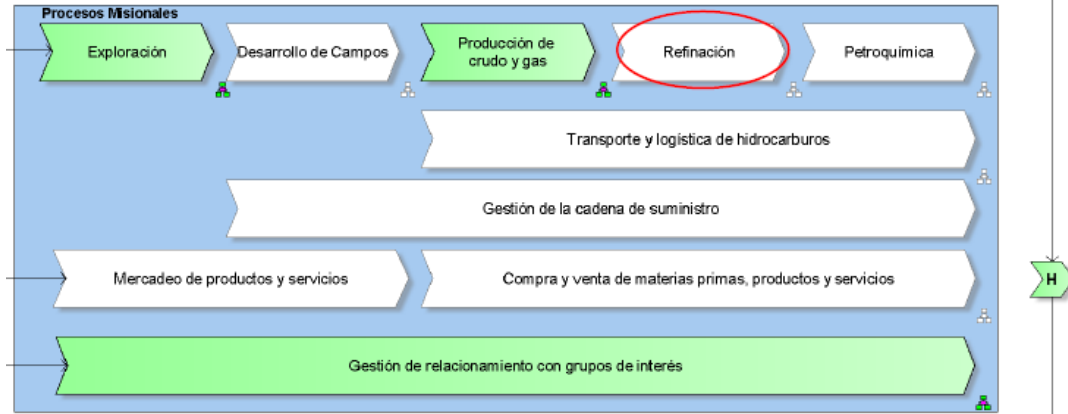 Procesos Misionales
Exploración
Desarrollo de Campos
Producción de
crudo y gas
Refinación
Petroquímica
Transporte y logística de hidrocarburos
Gestión de la cadena de suministro
Mercadeo de productos y servicios
Compra y venta de materias primas, productos y servicios
H
Gestión de relacionamiento con grupos de interés